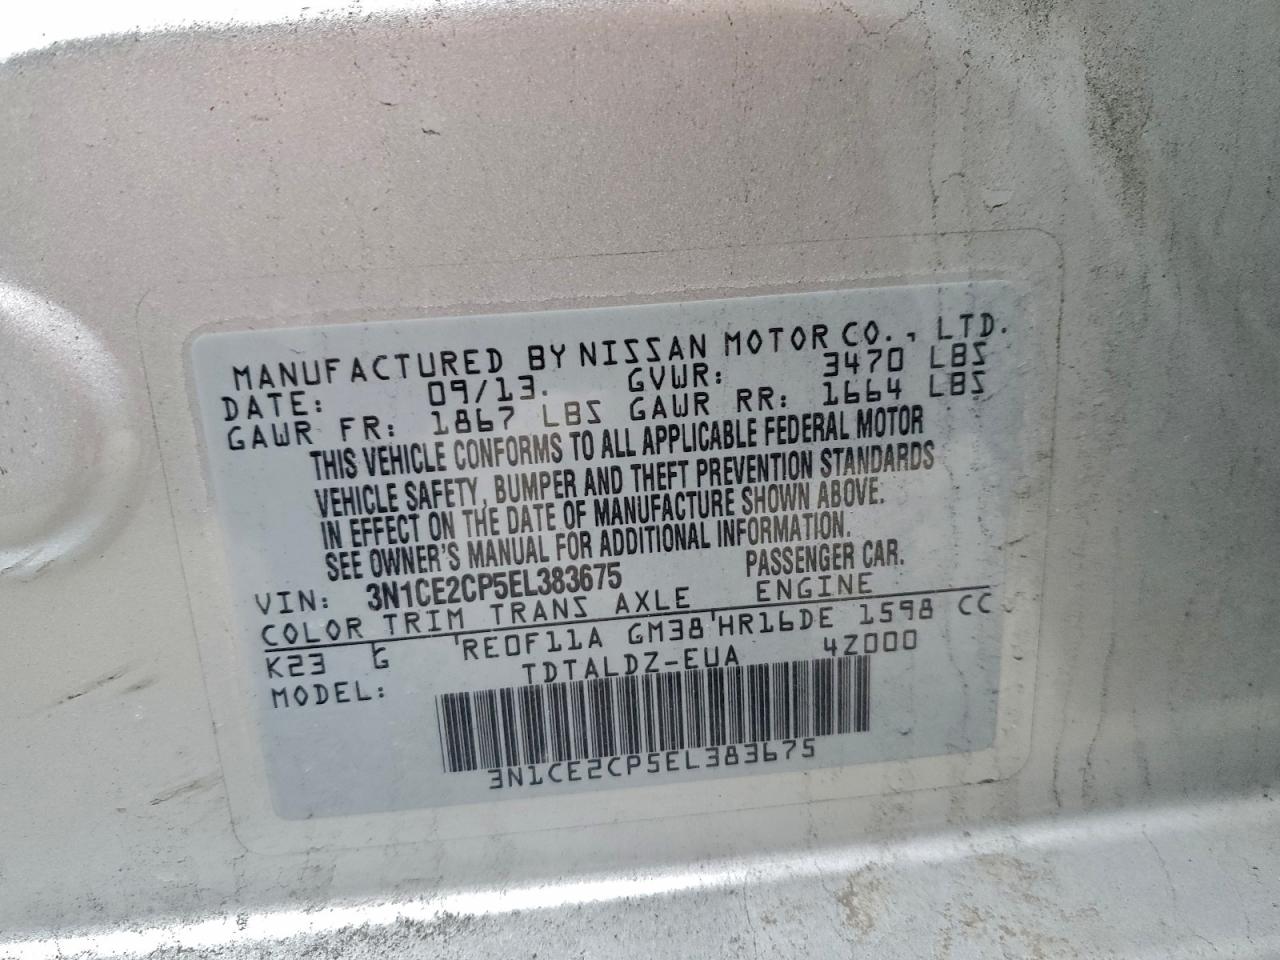 MANUFACTURED BY NISSAN MOTOR CO., LTD.
DATE: 09/13. GVWR: 3470 LBS
GAWR FR: 1867 LBS GAWR RR: 1664 LBS
THIS VEHICLE CONFORMS TO ALL APPLICABLE FEDERAL MOTOR
VEHICLE SAFETY, BUMPER AND THEFT PREVENTION STANDARDS
IN EFFECT ON THE DATE OF MANUFACTURE SHOWN ABOVE.
SEE OWNER'S MANUAL FOR ADDITIONAL INFORMATION.
VIN: 3N1CE2CP5EL383675 PASSENGER CAR.
COLOR TRIM TRANS AXLE ENGINE
K23 G RE0F11A GM38 HR16DE 1598 CC
MODEL: TDTALDZ-EUA 4Z000
3N1CE2CP5EL383675